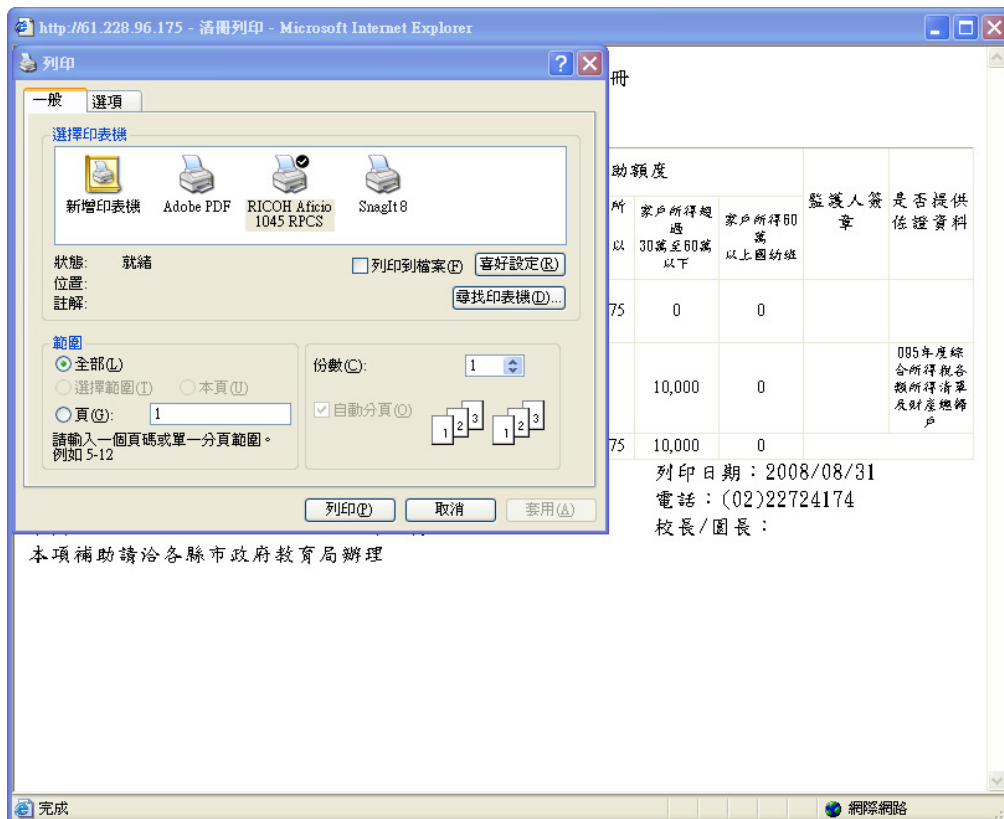 http://61.228.96.175 - 清冊列印 - Microsoft Internet Explorer
列印
冊
一般
選項
選擇印表機
新增印表機
Adobe PDF
RICOH Aficio
1045 RPCS
SnagIt 8
狀態: 就緒
位置:
註解:
列印到檔案(F)
喜好設定(R)
尋找印表機(D)...
範圍
全部(L)
選擇範圍(T)
本頁(U)
頁(G): 1
請輸入一個頁碼或單一分頁範圍。
例如 5-12
份數(C): 1
自動分頁(O)
1 2 3
1 2 3
列印(P)
取消
套用(A)
助額度
所
以
家戶所得超
過
30萬至60萬
以下
家戶所得60
萬
以上國幼班
監護人簽
章
是否提供
佐證資料
75 0 0
10,000 0
095年度綜
合所得稅各
類所得清單
及財產總歸
戶
75 10,000 0
列印日期：2008/08/31
電話：(02)22724174
校長/園長：
本項補助請洽各縣市政府教育局辦理
完成
網際網路